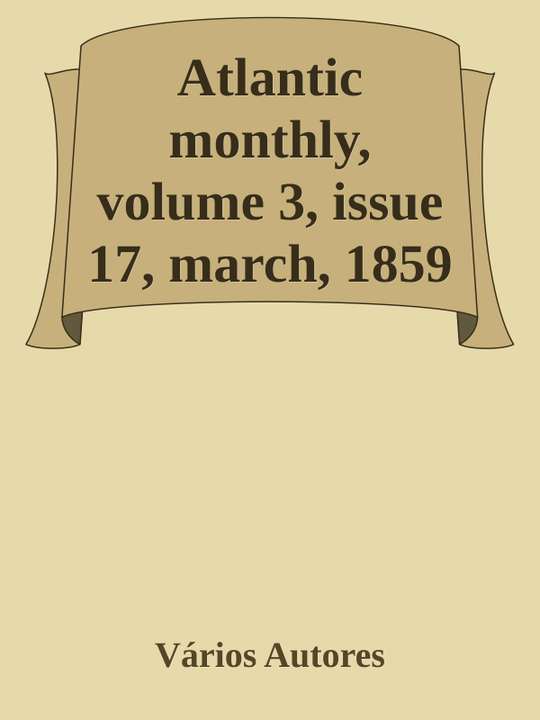 Atlantic
monthly,
volume 3, issue
17, march, 1859
Vários Autores